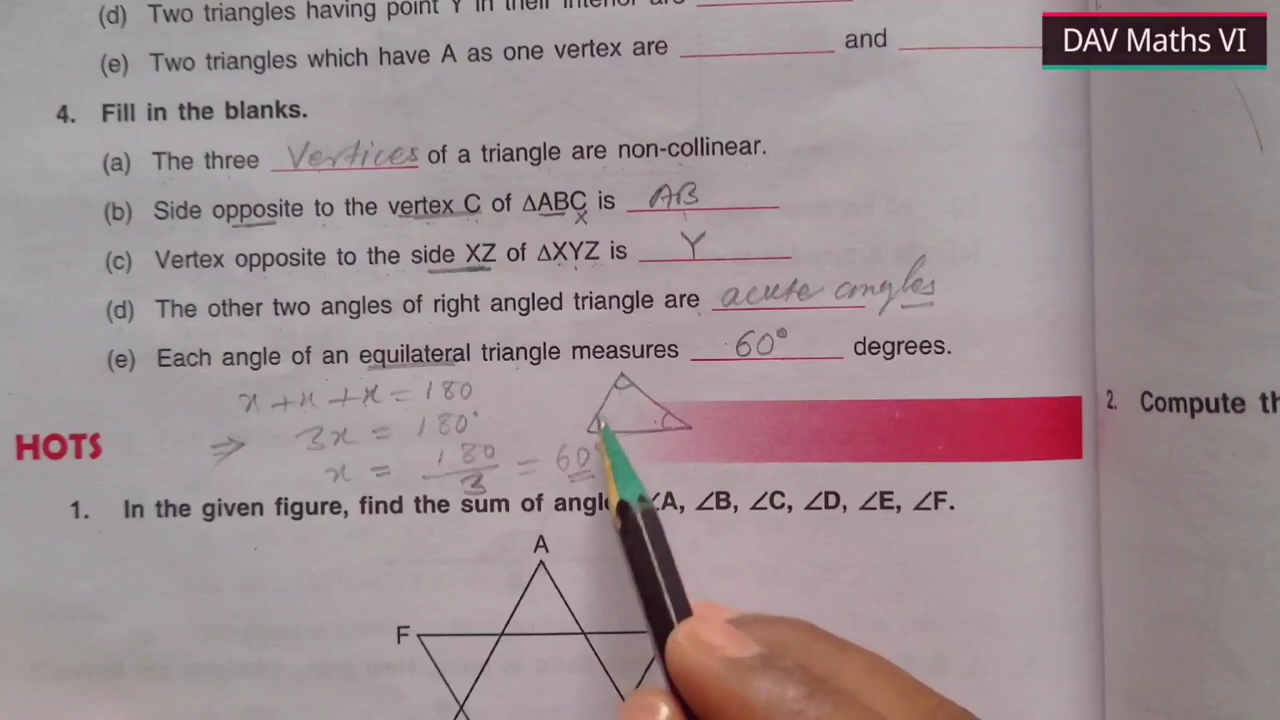 (d) Two triangles having point Y in their interior are
DAV Maths VI
(e) Two triangles which have A as one vertex are ________ and ________
4. Fill in the blanks.
(a) The three Vertices of a triangle are non-collinear.
(b) Side opposite to the vertex C of ΔABC is AB
x
(c) Vertex opposite to the side XZ of ΔXYZ is Y
(d) The other two angles of right angled triangle are acute angles
(e) Each angle of an equilateral triangle measures 60° degrees.
x + x + x = 180
⇒ 3x = 180°
x = 180/3 = 60°
HOTS
2. Compute th
1. In the given figure, find the sum of angle ∠A, ∠B, ∠C, ∠D, ∠E, ∠F.
A
F